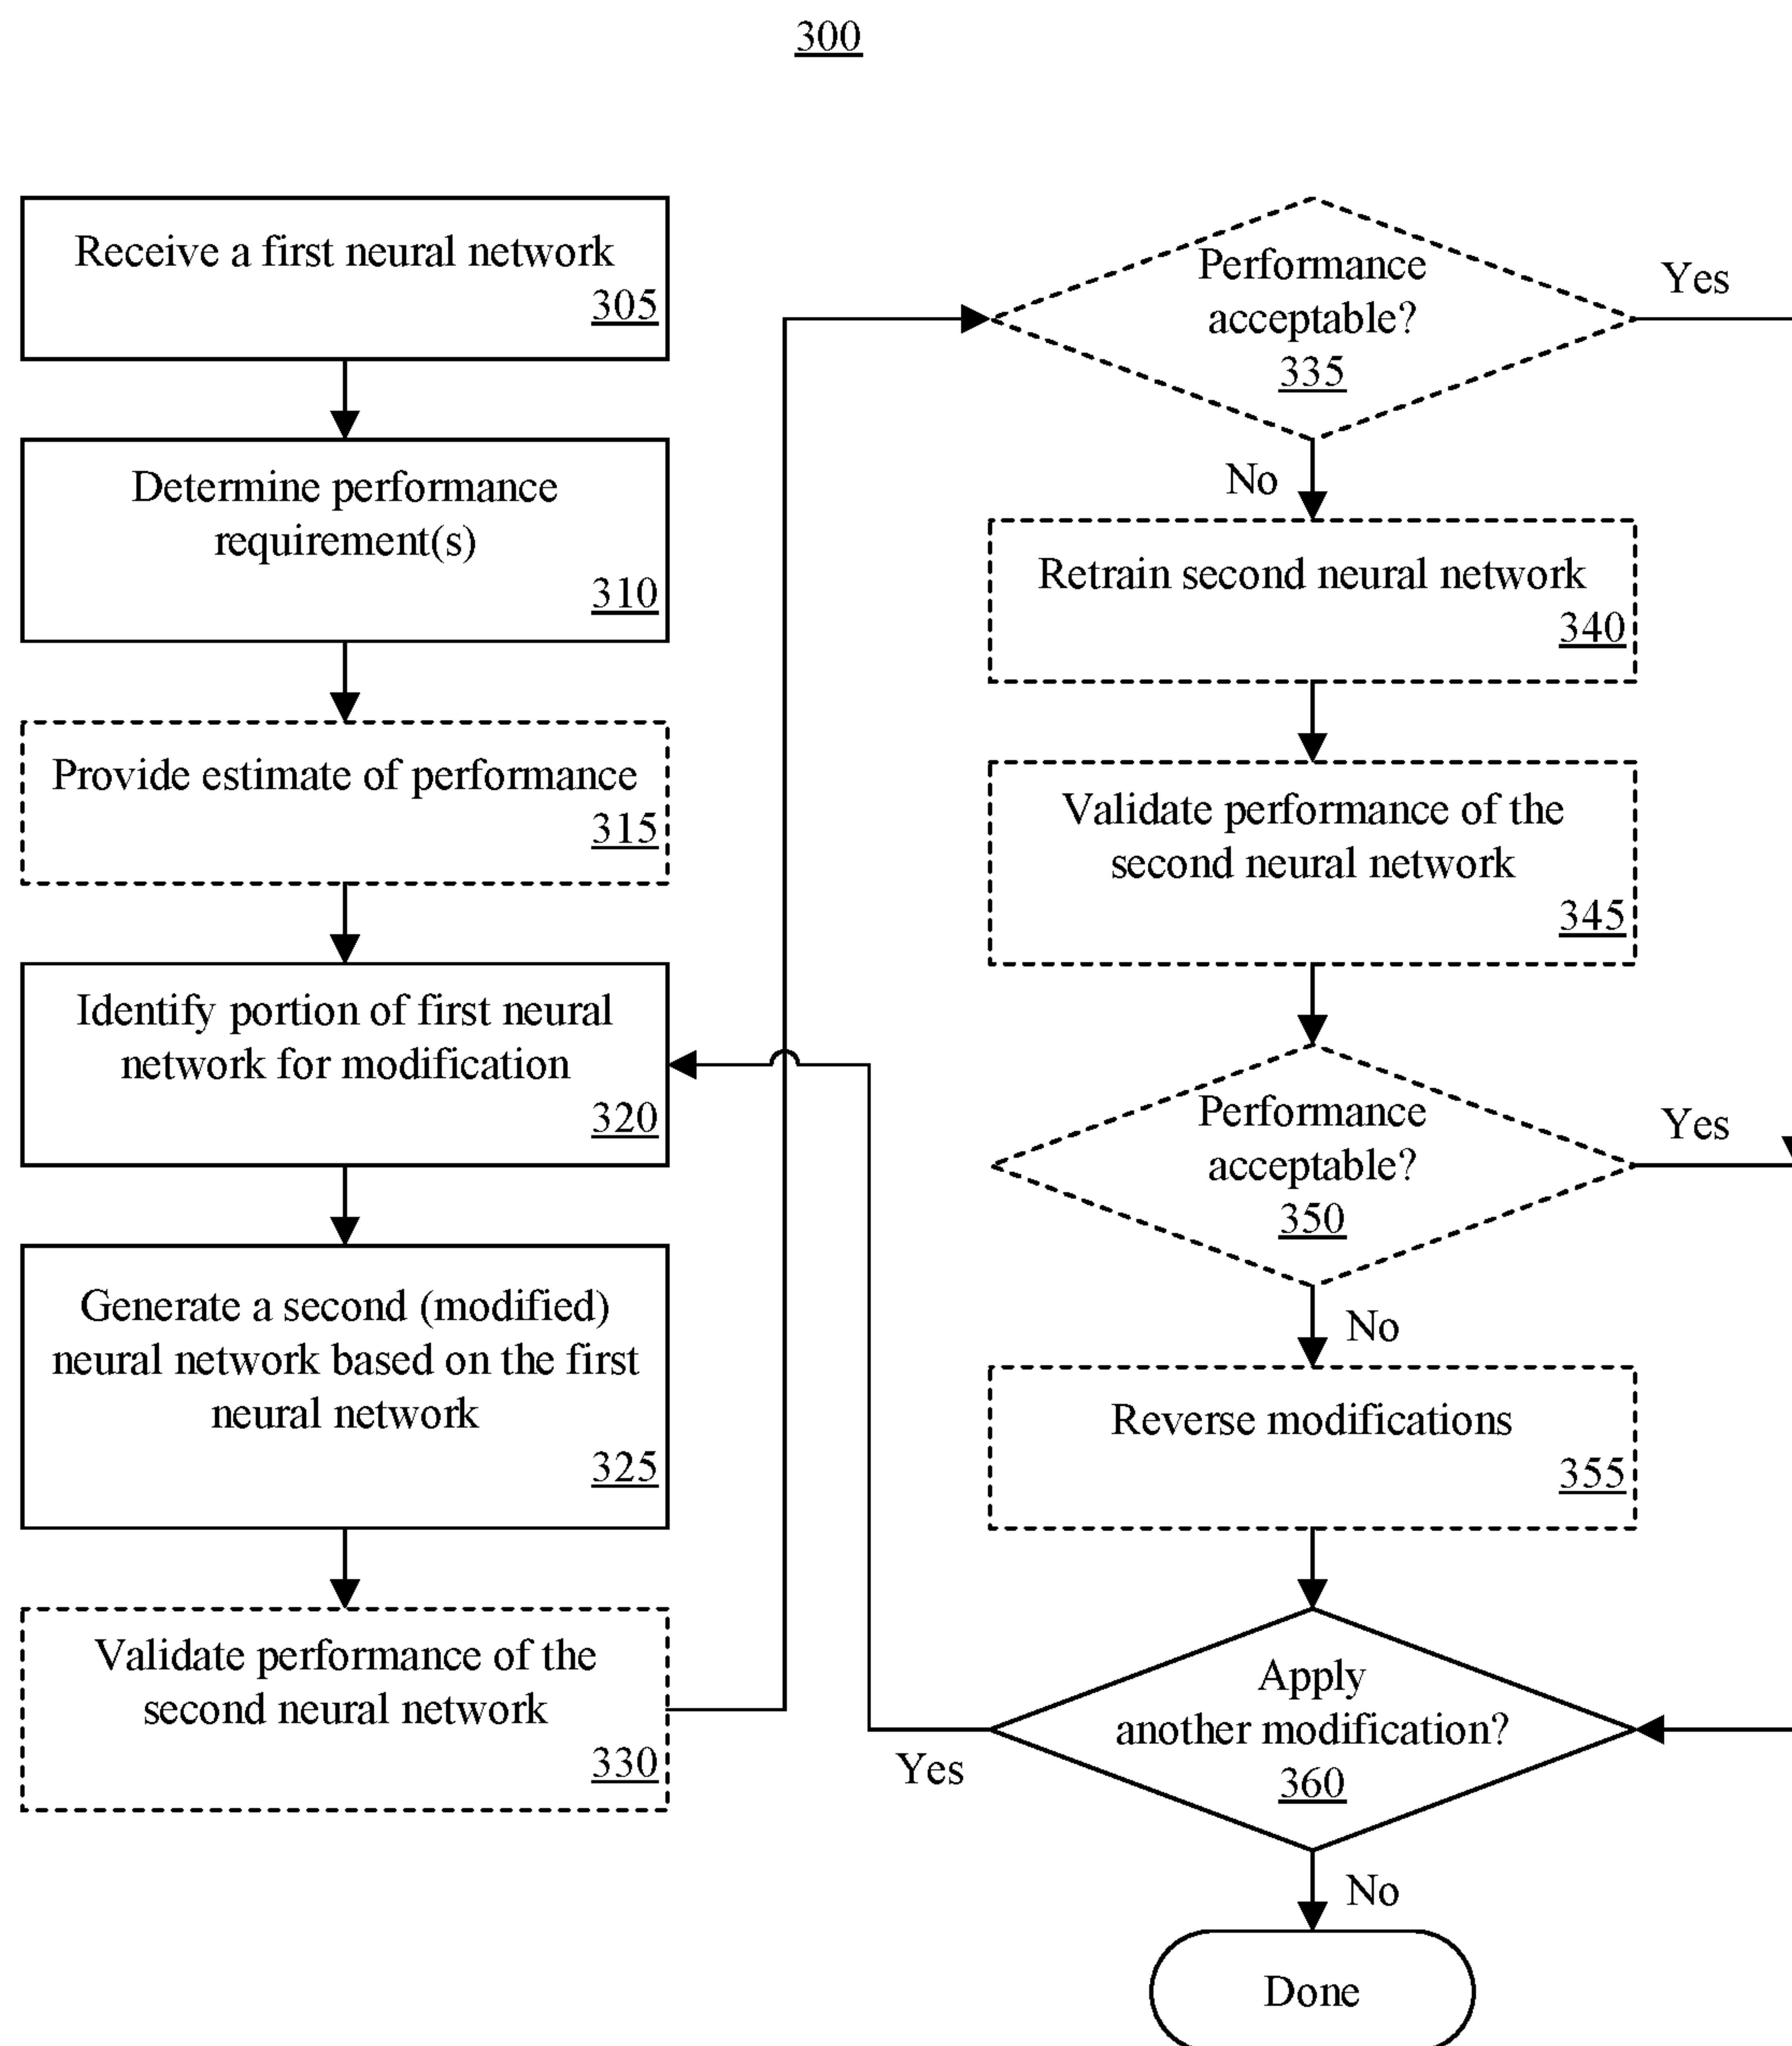 300
Receive a first neural network
305
Determine performance
requirement(s)
310
Provide estimate of performance
315
Identify portion of first neural
network for modification
320
Generate a second (modified)
neural network based on the first
neural network
325
Validate performance of the
second neural network
330
Performance
acceptable?
335
Yes
No
Retrain second neural network
340
Validate performance of the
second neural network
345
Performance
acceptable?
350
Yes
No
Reverse modifications
355
Apply
another modification?
360
Yes
No
Done